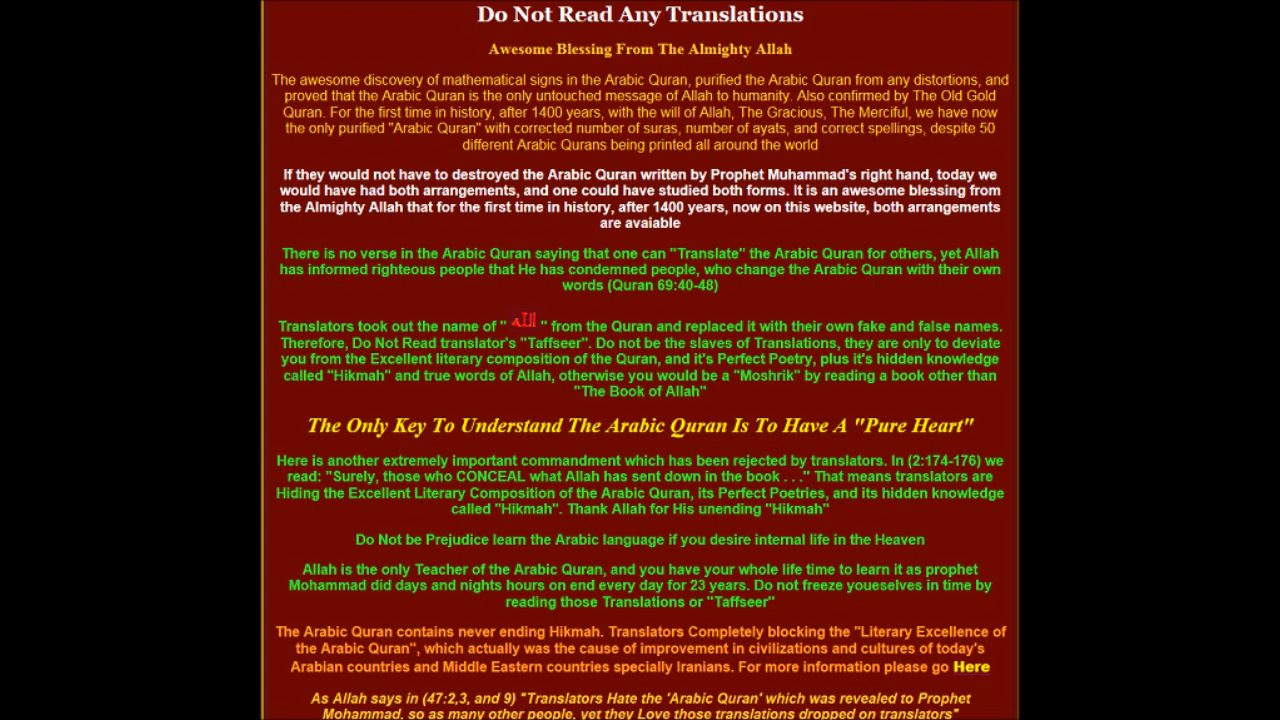 Do Not Read Any Translations
Awesome Blessing From The Almighty Allah
The awesome discovery of mathematical signs in the Arabic Quran, purified the Arabic Quran from any distortions, and
proved that the Arabic Quran is the only untouched message of Allah to humanity. Also confirmed by The Old Gold
Quran. For the first time in history, after 1400 years, with the will of Allah, The Gracious, The Merciful, we have now
the only purified "Arabic Quran" with corrected number of suras, number of ayats, and correct spellings, despite 50
different Arabic Qurans being printed all around the world
If they would not have to destroyed the Arabic Quran written by Prophet Muhammad's right hand, today we
would have had both arrangements, and one could have studied both forms. It is an awesome blessing from
the Almighty Allah that for the first time in history, after 1400 years, now on this website, both arrangements
are avaiable
There is no verse in the Arabic Quran saying that one can "Translate" the Arabic Quran for others, yet Allah
has informed righteous people that He has condemned people, who change the Arabic Quran with their own
words (Quran 69:40-48)
Translators took out the name of " الله " from the Quran and replaced it with their own fake and false names.
Therefore, Do Not Read translator's "Taffseer". Do not be the slaves of Translations, they are only to deviate
you from the Excellent literary composition of the Quran, and it's Perfect Poetry, plus it's hidden knowledge
called "Hikmah" and true words of Allah, otherwise you would be a "Moshrik" by reading a book other than
"The Book of Allah"
The Only Key To Understand The Arabic Quran Is To Have A "Pure Heart"
Here is another extremely important commandment which has been rejected by translators. In (2:174-176) we
read: "Surely, those who CONCEAL what Allah has sent down in the book . . ." That means translators are
Hiding the Excellent Literary Composition of the Arabic Quran, its Perfect Poetries, and its hidden knowledge
called "Hikmah". Thank Allah for His unending "Hikmah"
Do Not be Prejudice learn the Arabic language if you desire internal life in the Heaven
Allah is the only Teacher of the Arabic Quran, and you have your whole life time to learn it as prophet
Mohammad did days and nights hours on end every day for 23 years. Do not freeze youeselves in time by
reading those Translations or "Taffseer"
The Arabic Quran contains never ending Hikmah. Translators Completely blocking the "Literary Excellence of
the Arabic Quran", which actually was the cause of improvement in civilizations and cultures of today's
Arabian countries and Middle Eastern countries specially Iranians. For more information please go Here
As Allah says in (47:2,3, and 9) "Translators Hate the 'Arabic Quran' which was revealed to Prophet
Mohammad, so as many other people, yet they Love those translations dropped on translators"